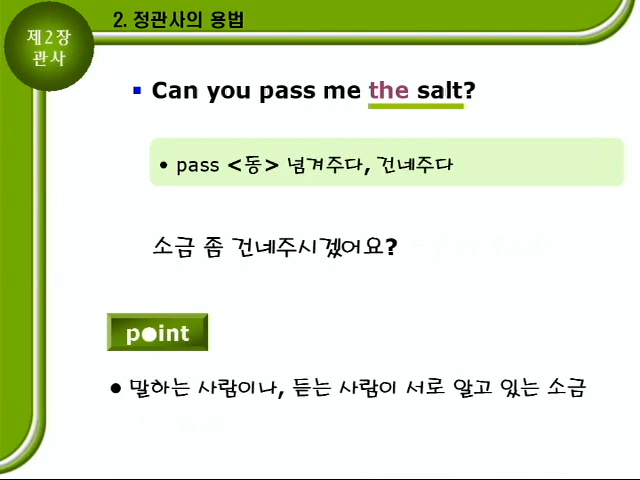 제2장
관사
2. 정관사의 용법
Can you pass me the salt?
• pass <동> 넘겨주다, 건네주다
소금 좀 건네주시겠어요?
point
● 말하는 사람이나, 듣는 사람이 서로 알고 있는 소금